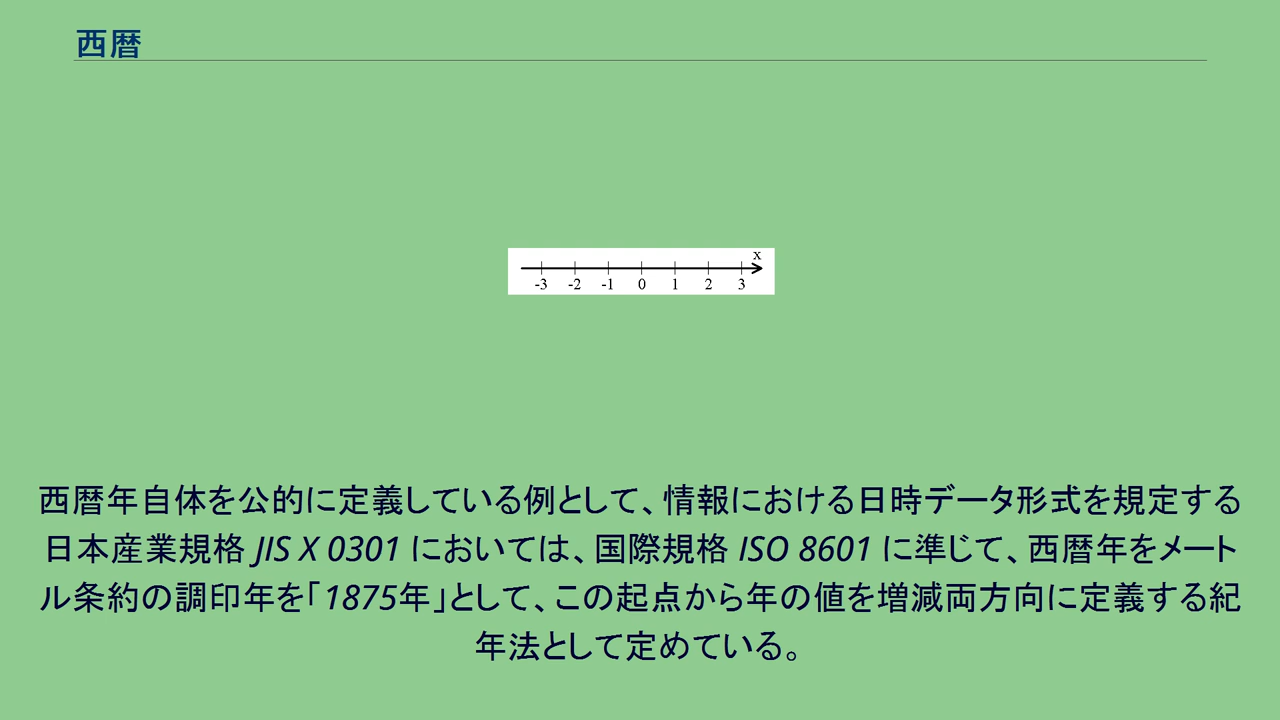 西暦
x
-3 -2 -1 0 1 2 3
西暦年自体を公的に定義している例として、情報における日時データ形式を規定する
日本産業規格 JIS X 0301 においては、国際規格 ISO 8601 に準じて、西暦年をメート
ル条約の調印年を「1875年」として、この起点から年の値を増減両方向に定義する紀
年法として定めている。